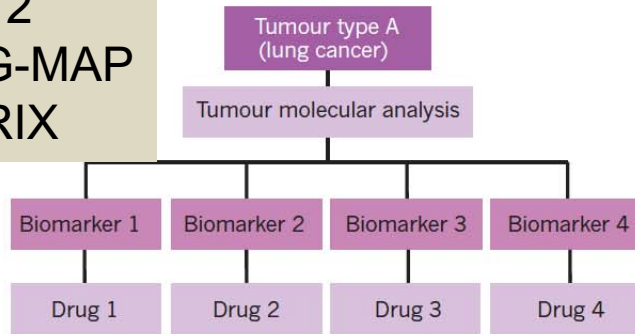 2
G-MAP
RIX
Tumour type A
(lung cancer)
Tumour molecular analysis
Biomarker 1
Biomarker 2
Biomarker 3
Biomarker 4
Drug 1
Drug 2
Drug 3
Drug 4